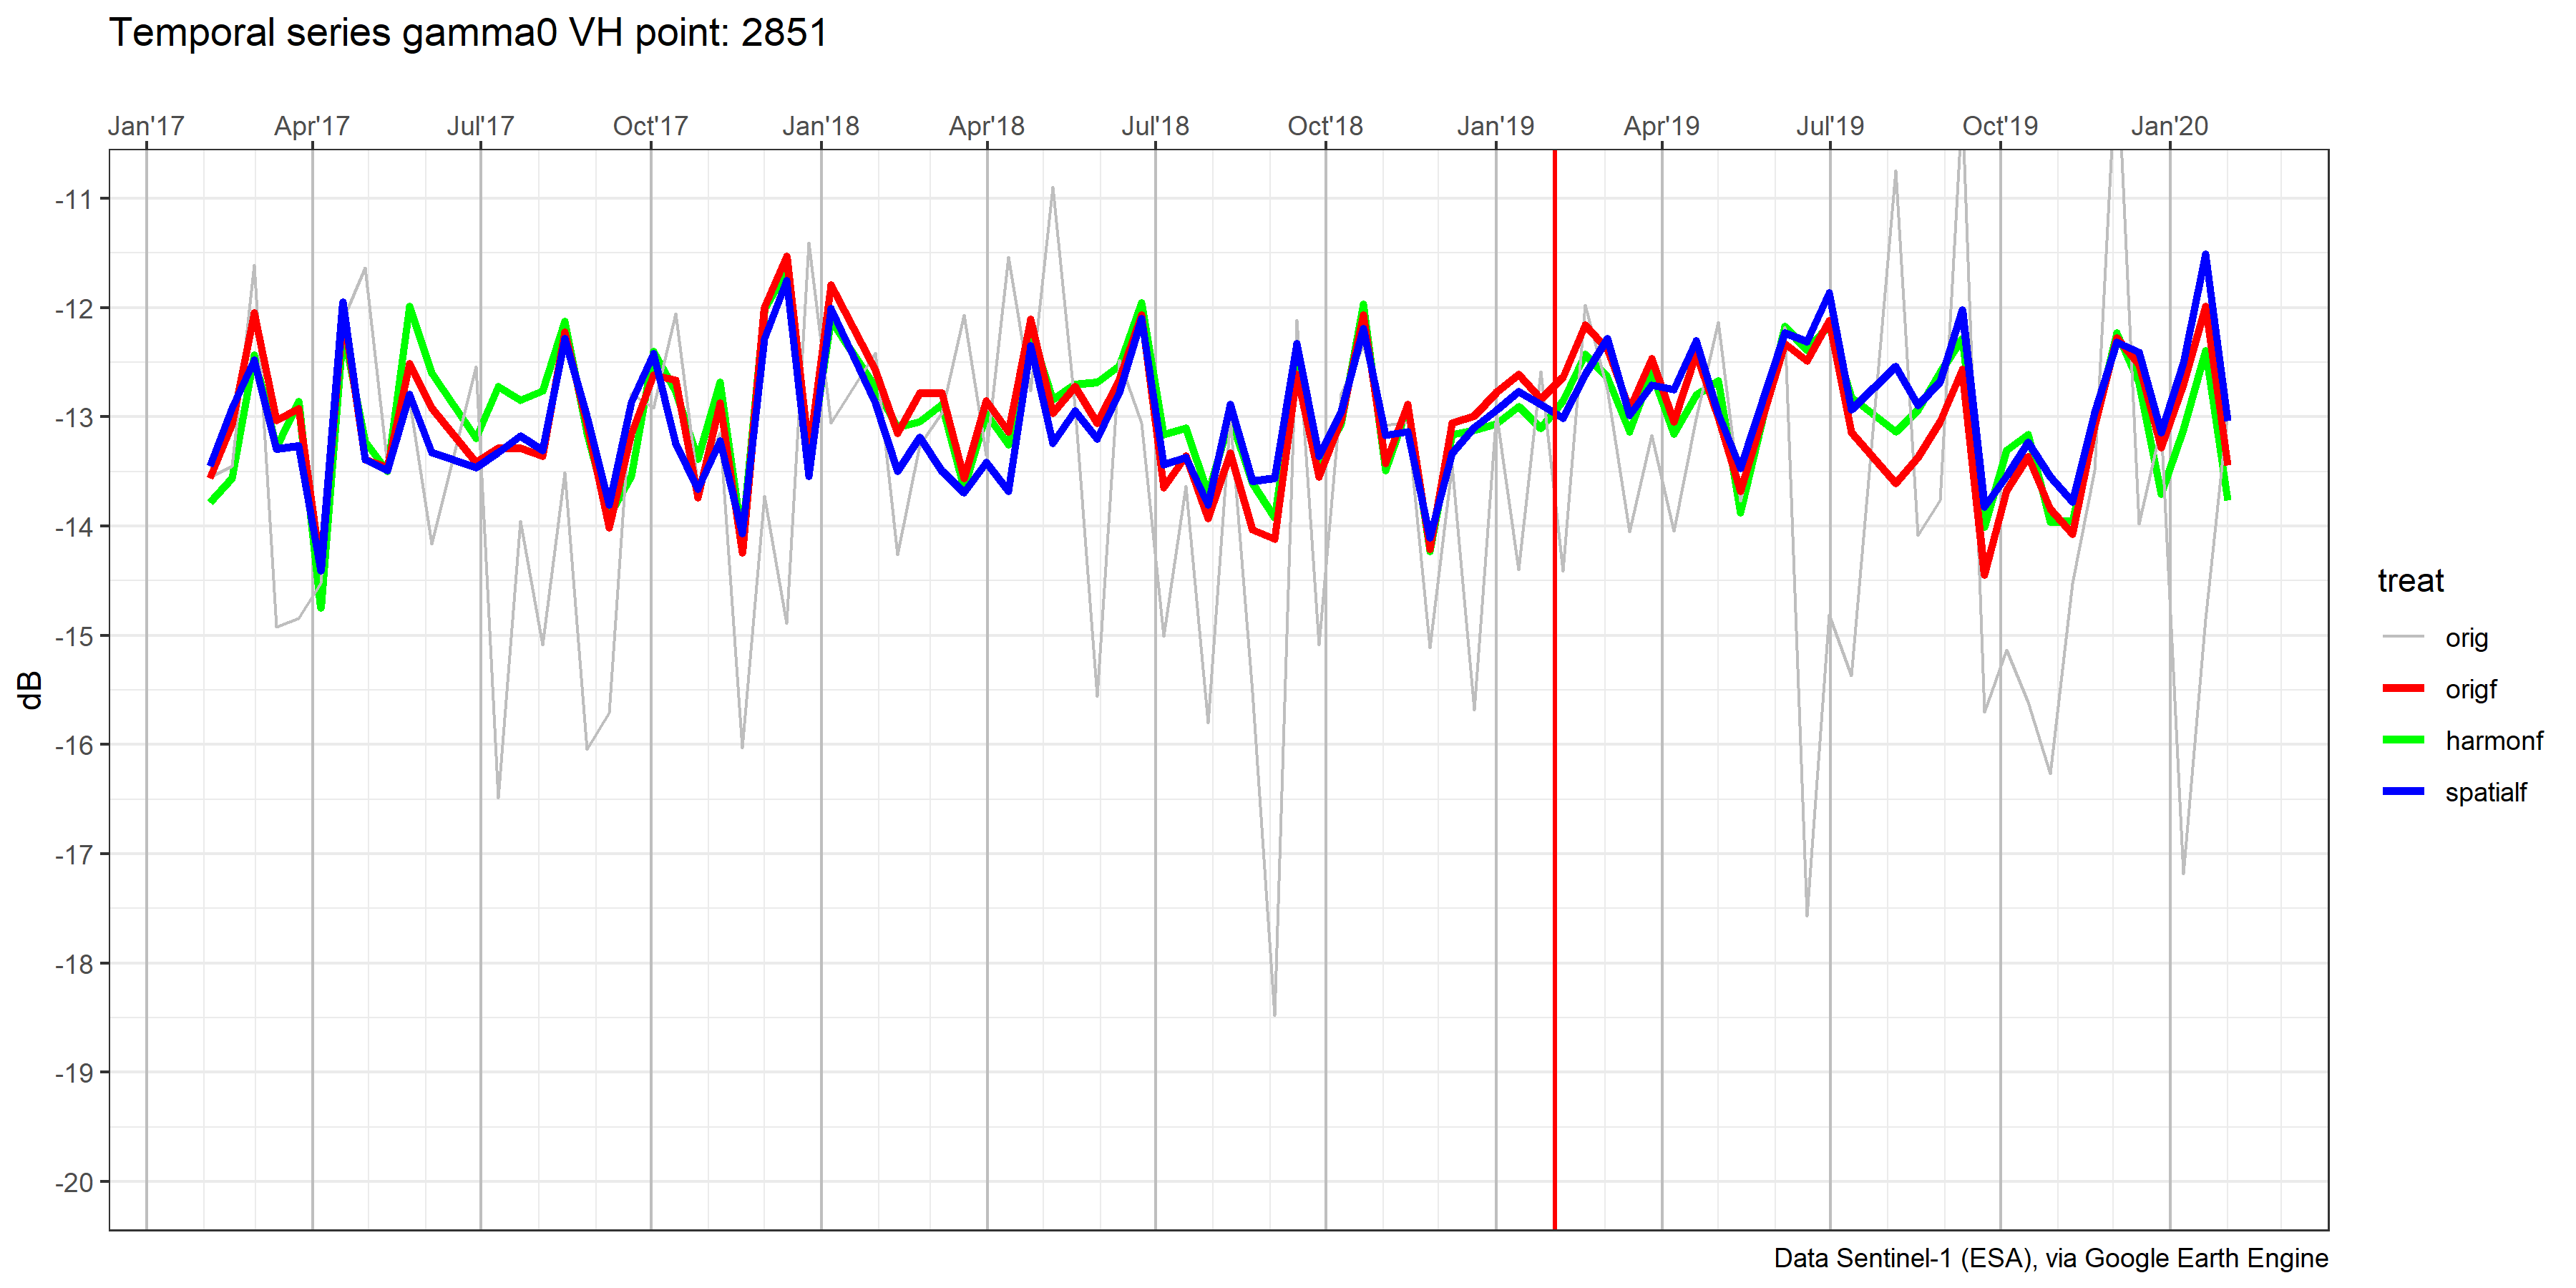 Temporal series gamma0 VH point: 2851
Jan'17 Apr'17 Jul'17 Oct'17 Jan'18 Apr'18 Jul'18 Oct'18 Jan'19 Apr'19 Jul'19 Oct'19 Jan'20
-11
-12
-13
-14
-15
-16
-17
-18
-19
-20
dB
treat
orig
origf
harmonf
spatialf
Data Sentinel-1 (ESA), via Google Earth Engine